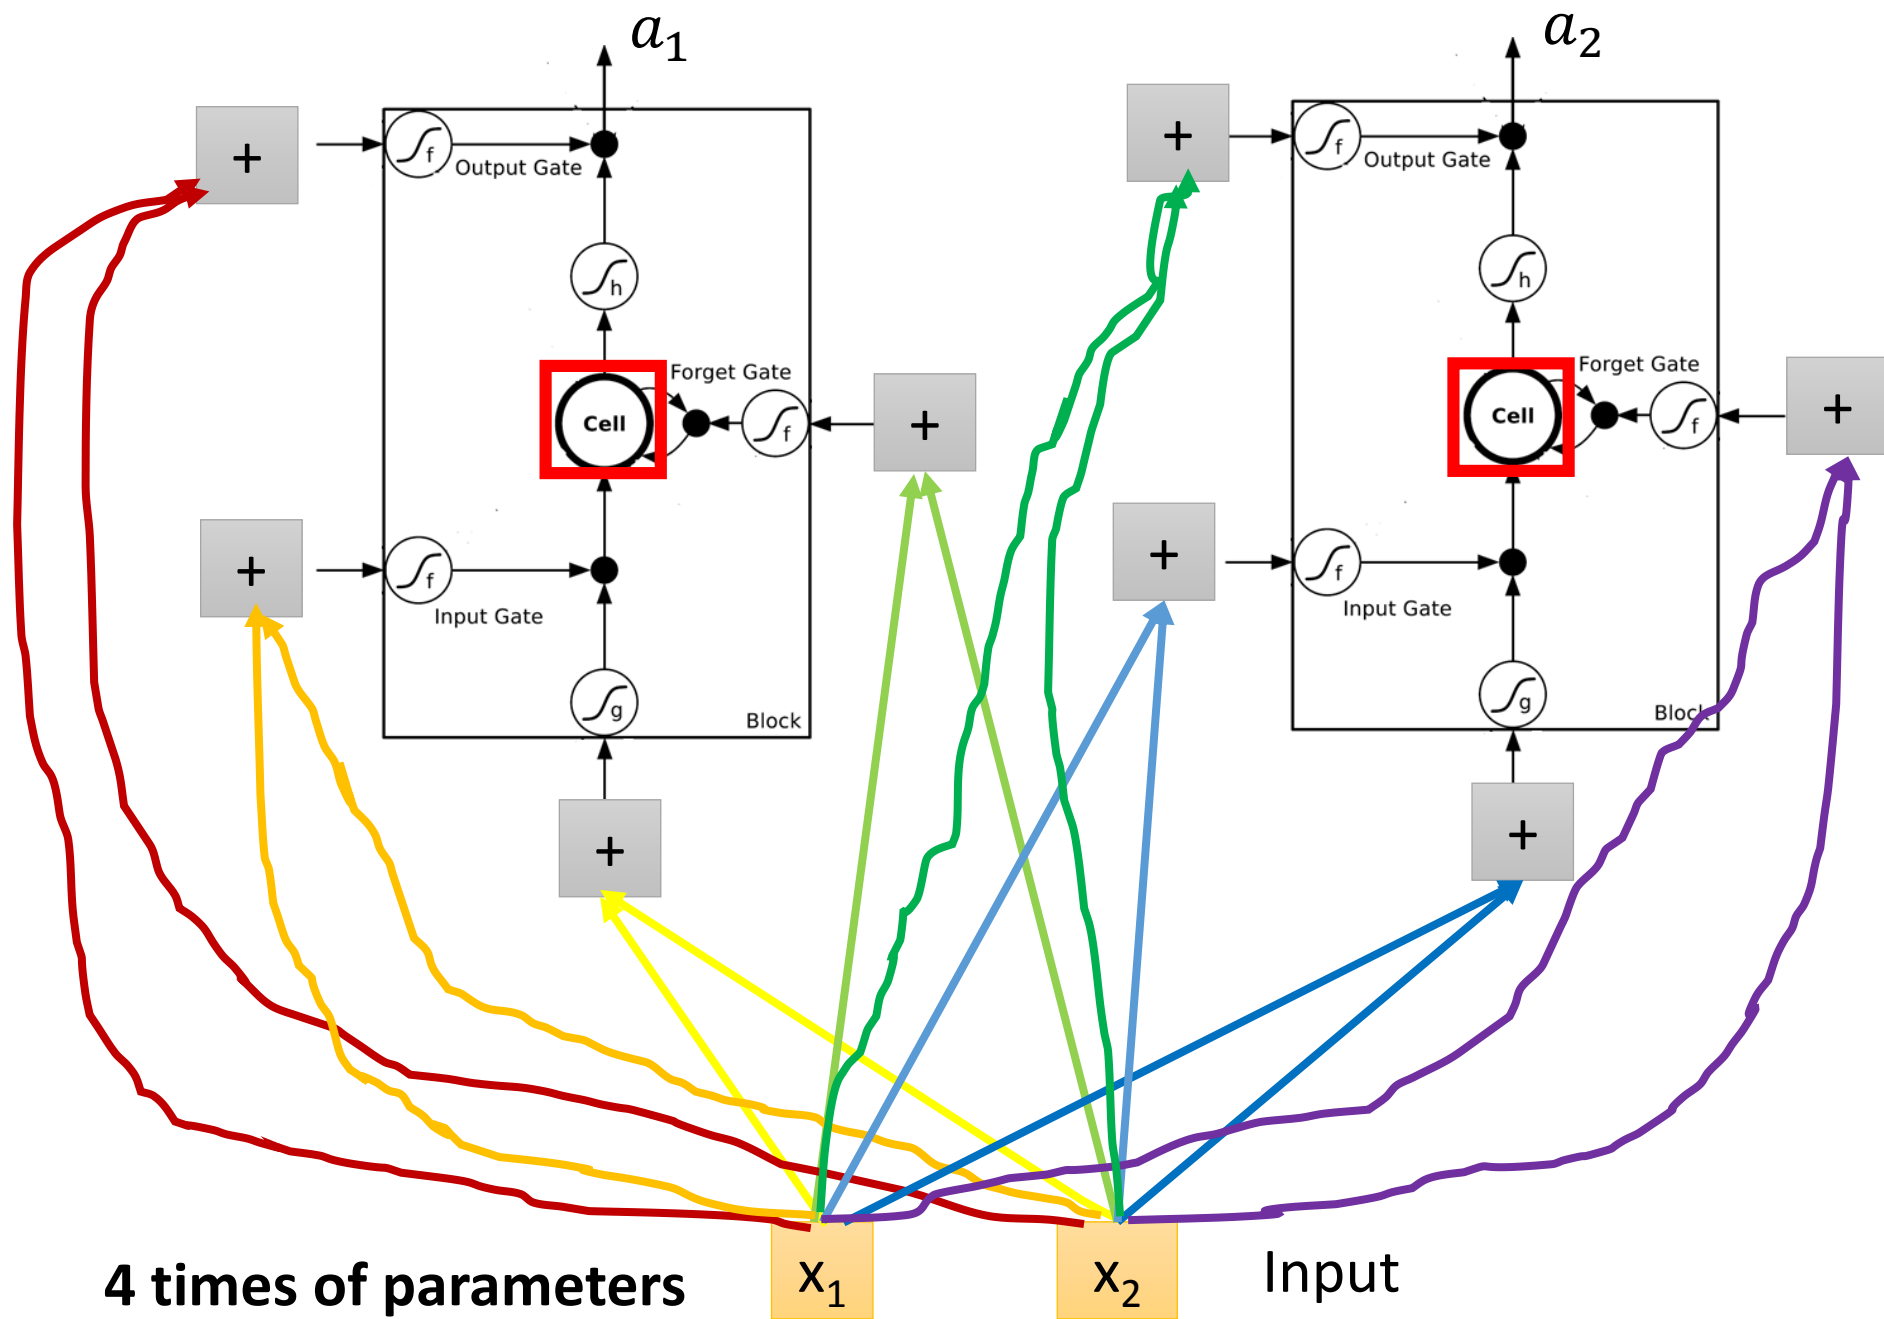 a₁
a₂
+
f
Output Gate
+
f
Output Gate
h
h
Forget Gate
Cell
f
+
Forget Gate
Cell
f
+
+
f
Input Gate
+
f
Input Gate
g
Block
g
Block
+
+
4 times of parameters
x₁
x₂
Input